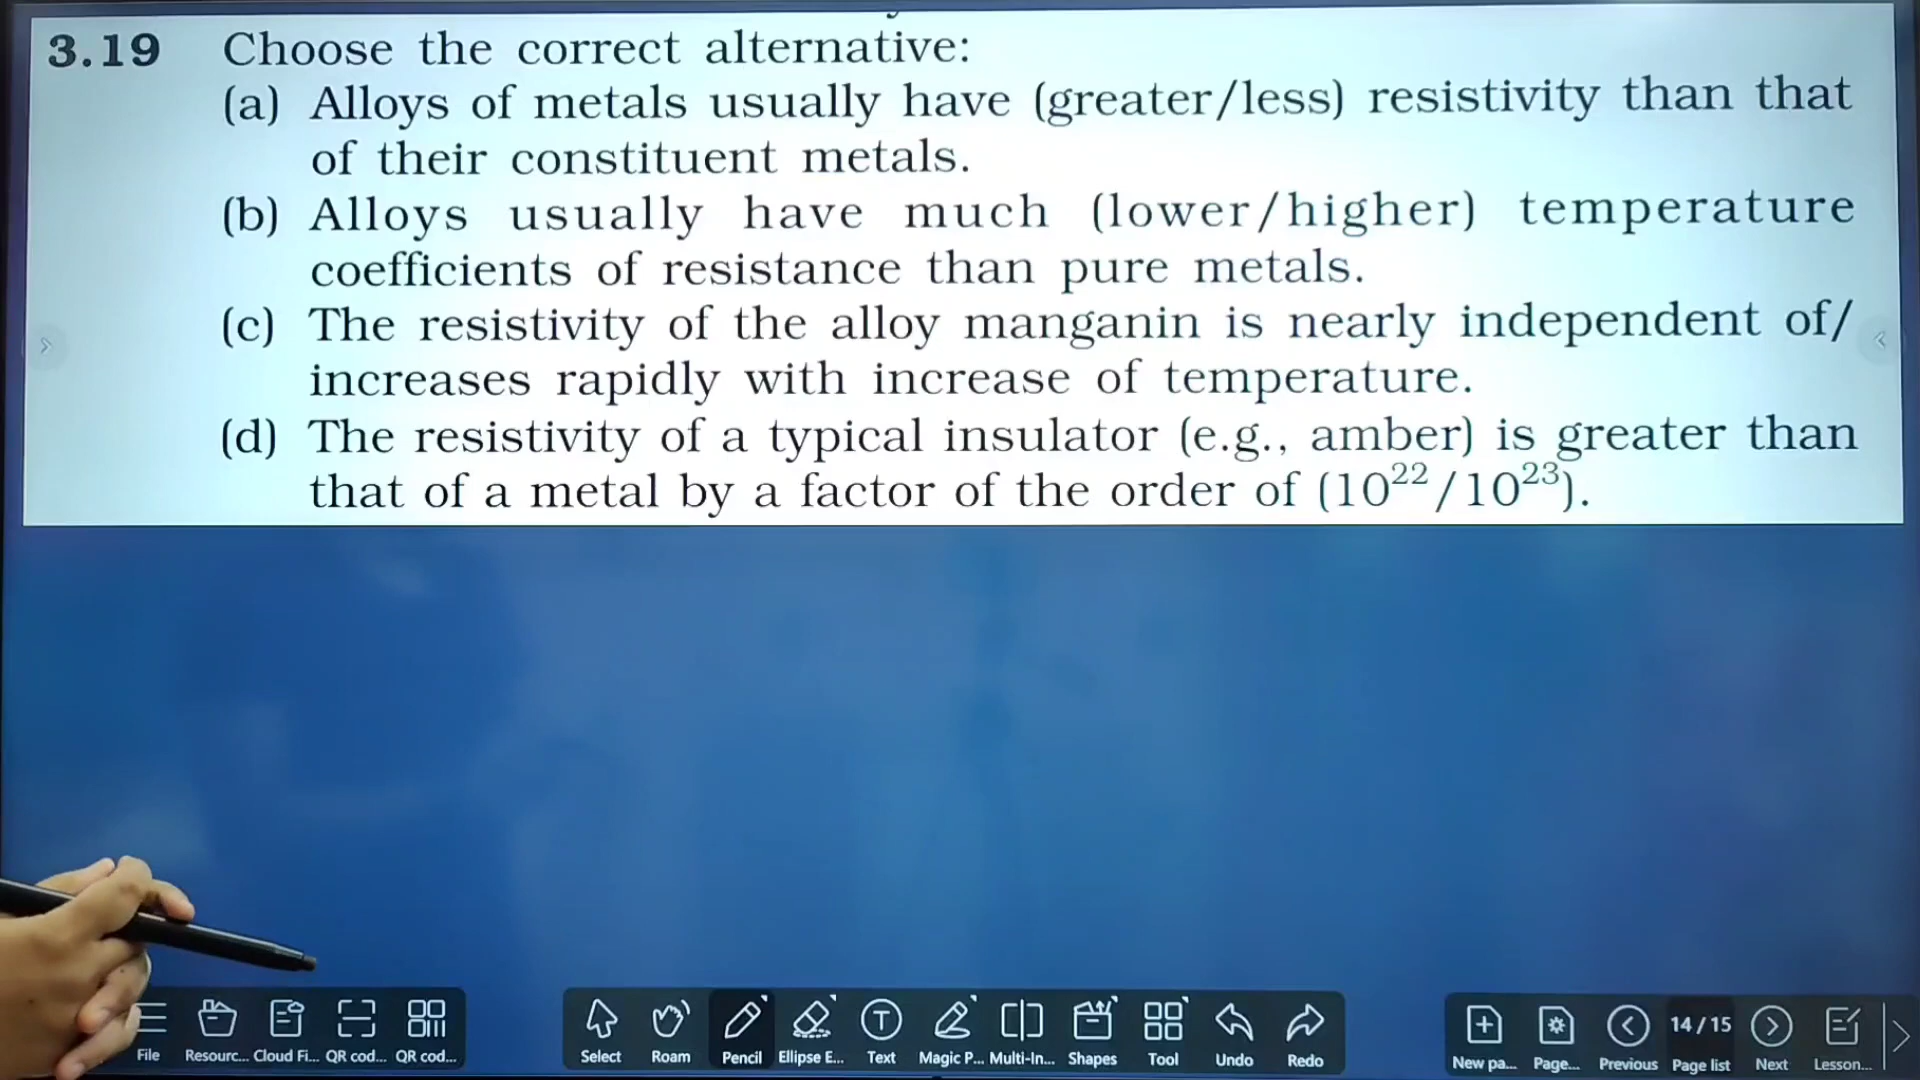 3.19 Choose the correct alternative:
(a) Alloys of metals usually have (greater/less) resistivity than that
of their constituent metals.
(b) Alloys usually have much (lower/higher) temperature
coefficients of resistance than pure metals.
(c) The resistivity of the alloy manganin is nearly independent of/
increases rapidly with increase of temperature.
(d) The resistivity of a typical insulator (e.g., amber) is greater than
that of a metal by a factor of the order of (10²²/10²³).
File Resourc... Cloud Fi... QR cod... QR cod... Select Roam Pencil Ellipse E... Text Magic P... Multi-In... Shapes Tool Undo Redo New pa... Page... Previous 14/15 Page list Next Lesson...